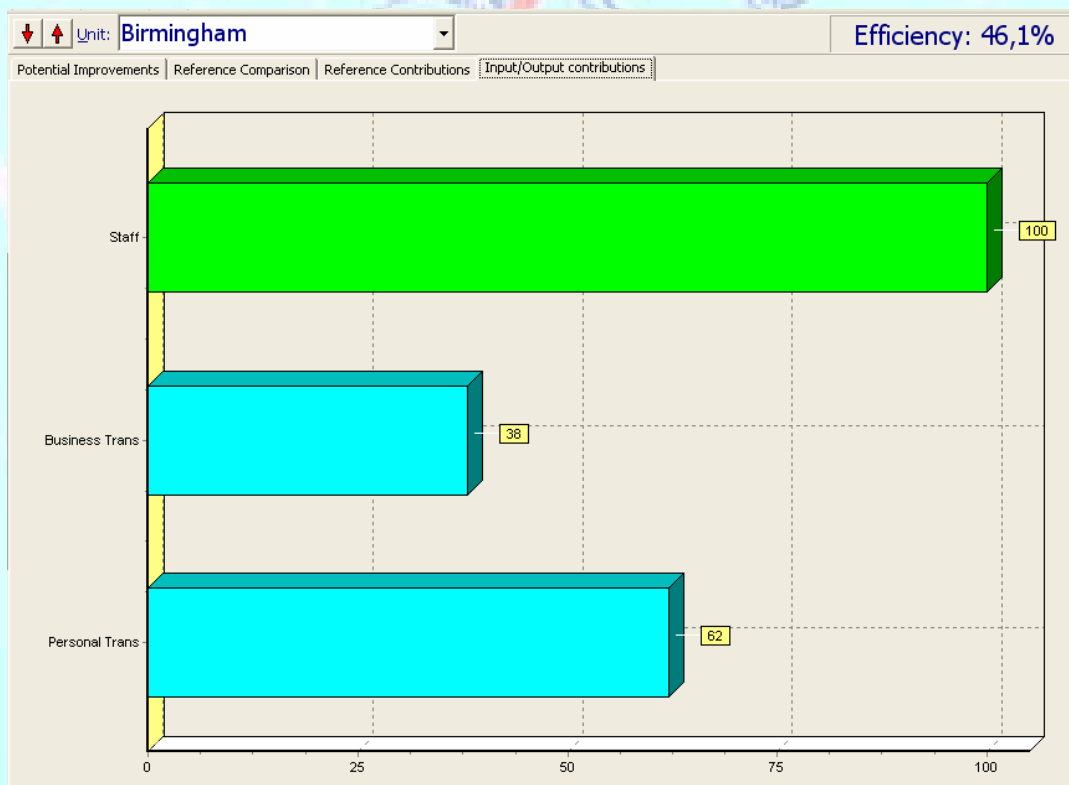 Unit: Birmingham Efficiency: 46,1%
Potential Improvements Reference Comparison Reference Contributions Input/Output contributions
Staff 100
Business Trans 38
Personal Trans 62
0 25 50 75 100